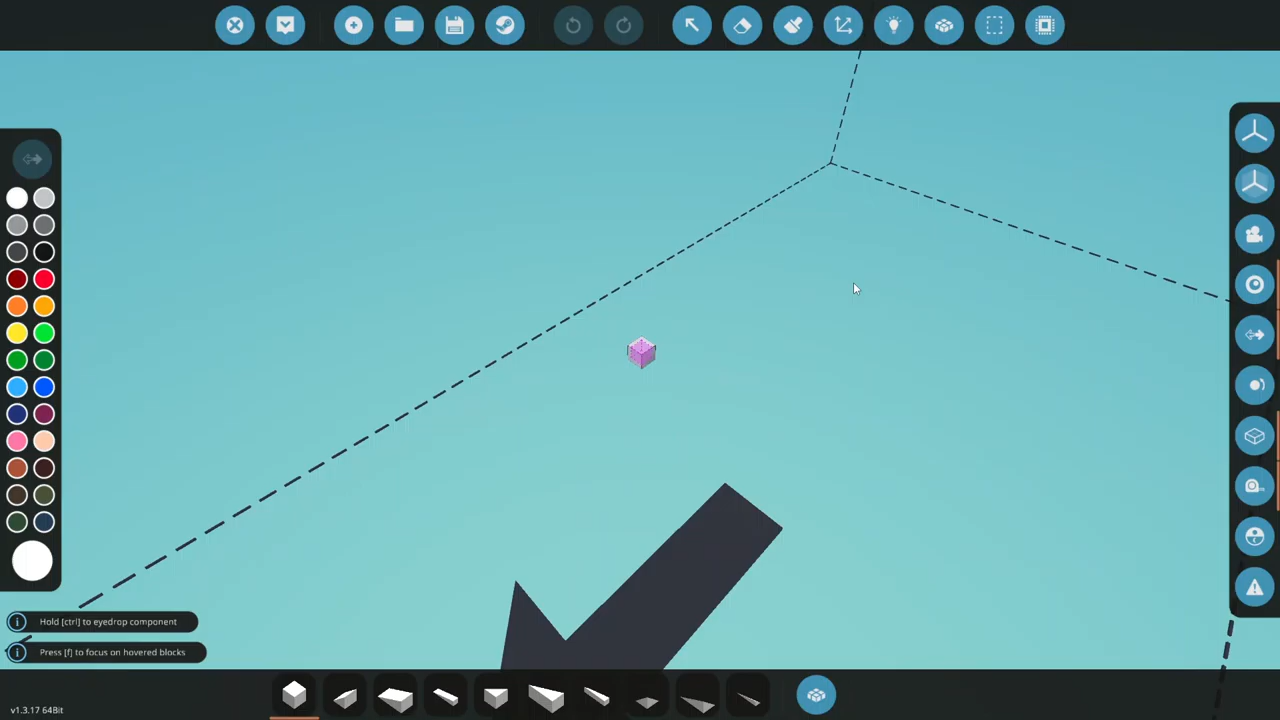 Hold [ctrl] to eyedrop component
Press [f] to focus on hovered blocks
v1.3.17 64Bit